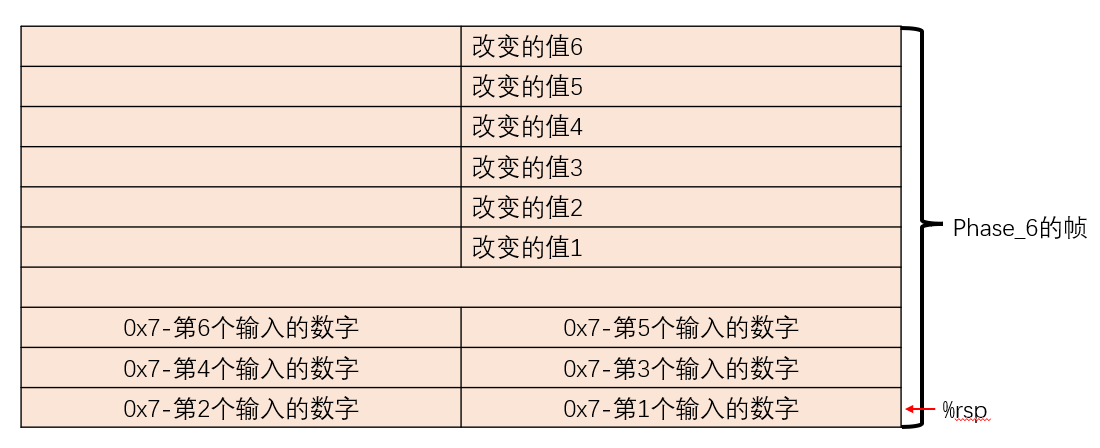 改变的值6
改变的值5
改变的值4
改变的值3
改变的值2
改变的值1
Phase_6的帧
0x7-第6个输入的数字 0x7-第5个输入的数字
0x7-第4个输入的数字 0x7-第3个输入的数字
0x7-第2个输入的数字 0x7-第1个输入的数字
%rsp